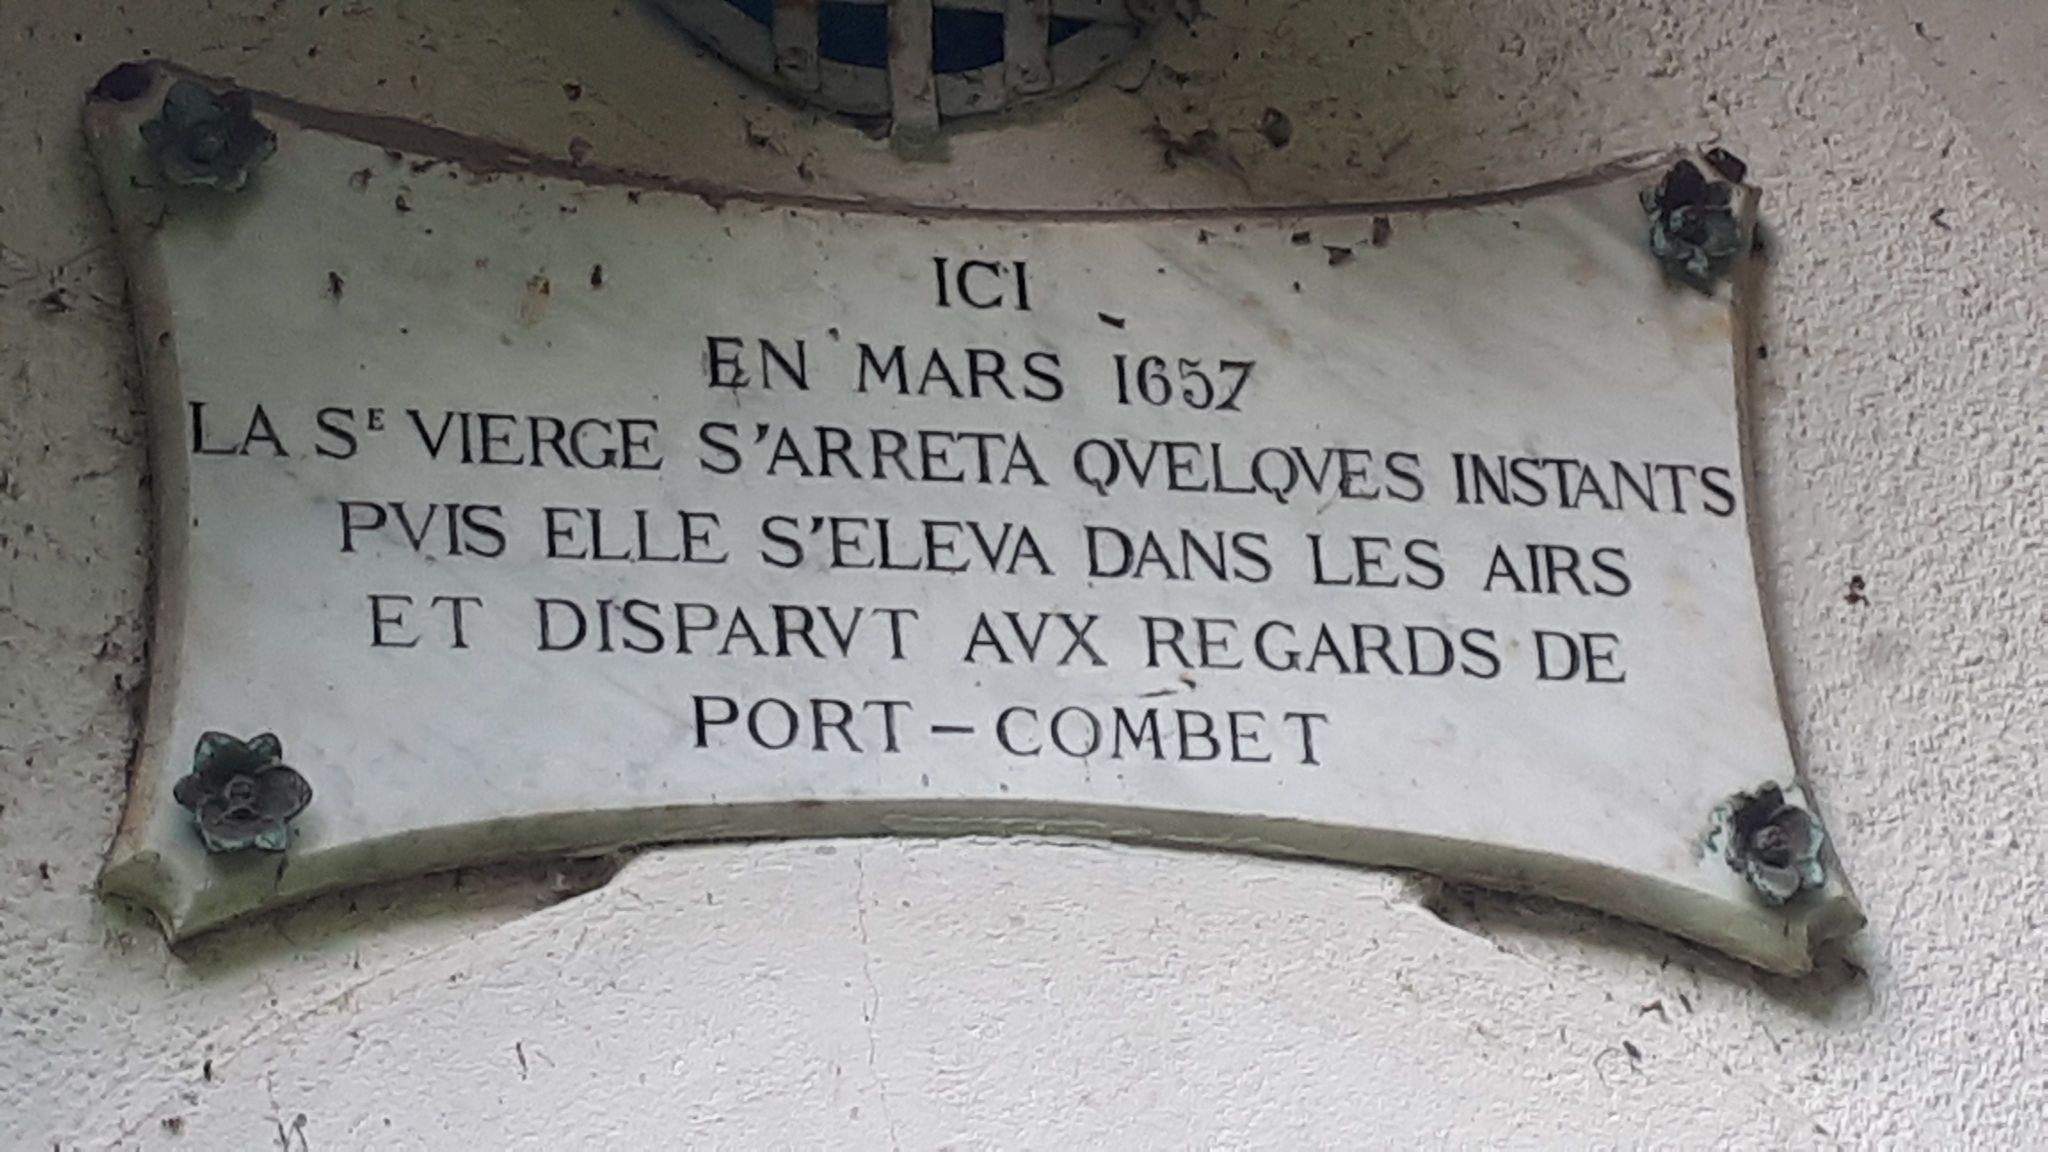 ICI
EN MARS 1657
LA Sᴱ VIERGE S'ARRETA QVELQVES INSTANTS
PVIS ELLE S'ELEVA DANS LES AIRS
ET DISPARVT AVX REGARDS DE
PORT-COMBET